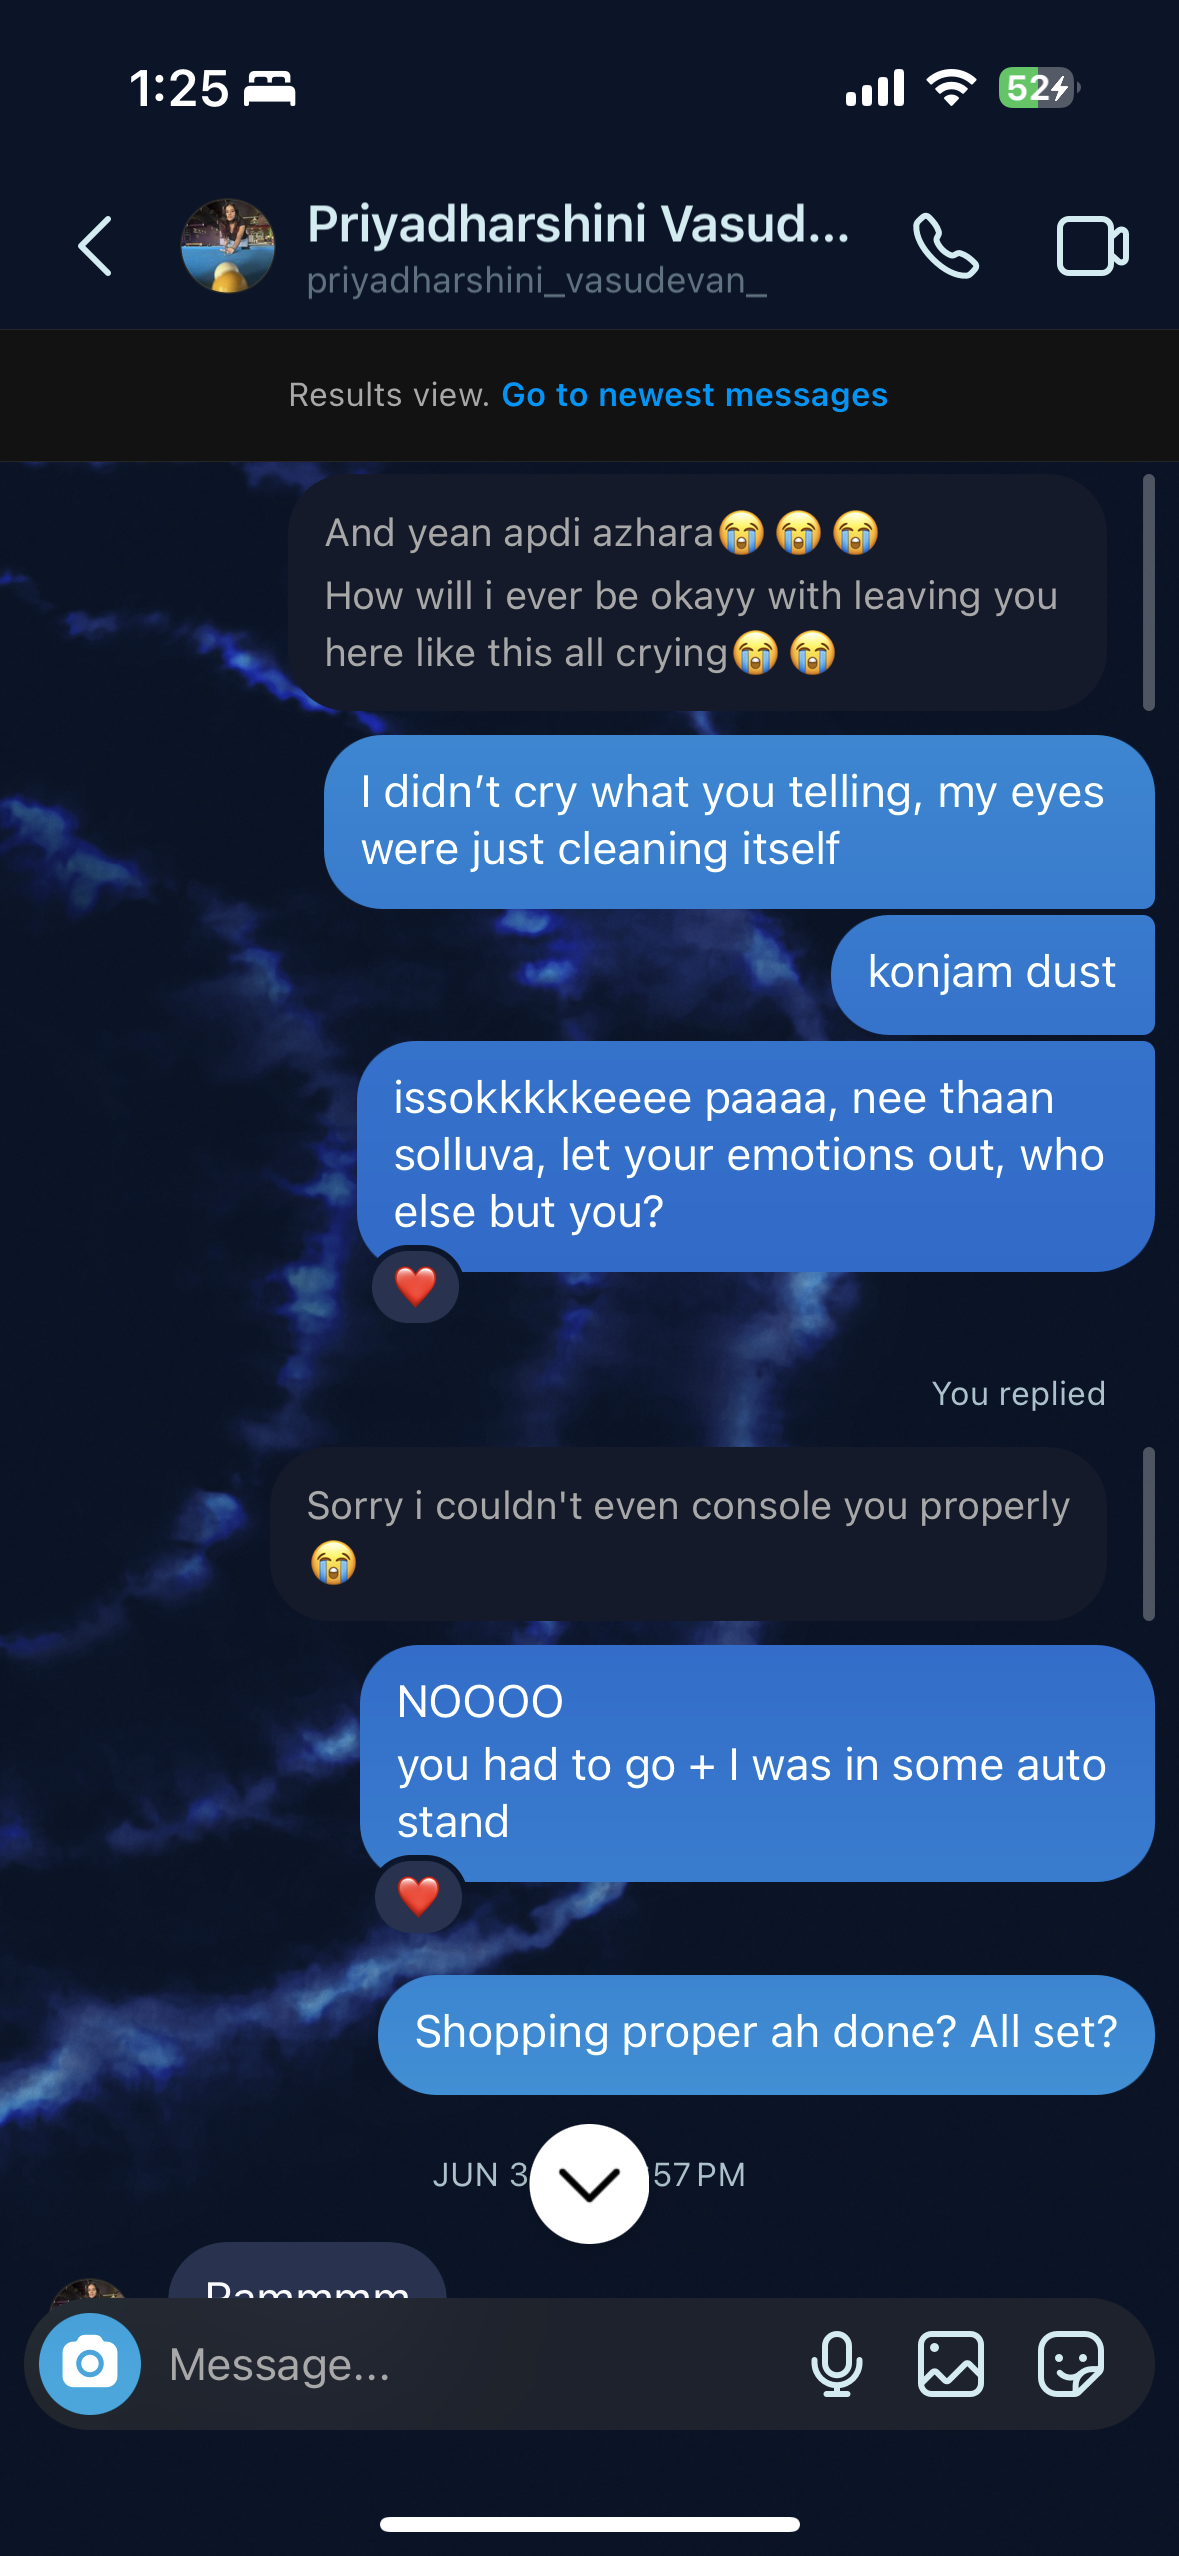 1:25
52
Priyadharshini Vasud...
priyadharshini_vasudevan_
Results view. Go to newest messages
And yean apdi azhara😭😭😭
How will i ever be okayy with leaving you
here like this all crying😭😭
I didn't cry what you telling, my eyes
were just cleaning itself
konjam dust
issokkkkkeeee paaaa, nee thaan
solluva, let your emotions out, who
else but you?
❤️
You replied
Sorry i couldn't even console you properly
😭
NOOOO
you had to go + I was in some auto
stand
❤️
Shopping proper ah done? All set?
JUN 3 57 PM
Message...